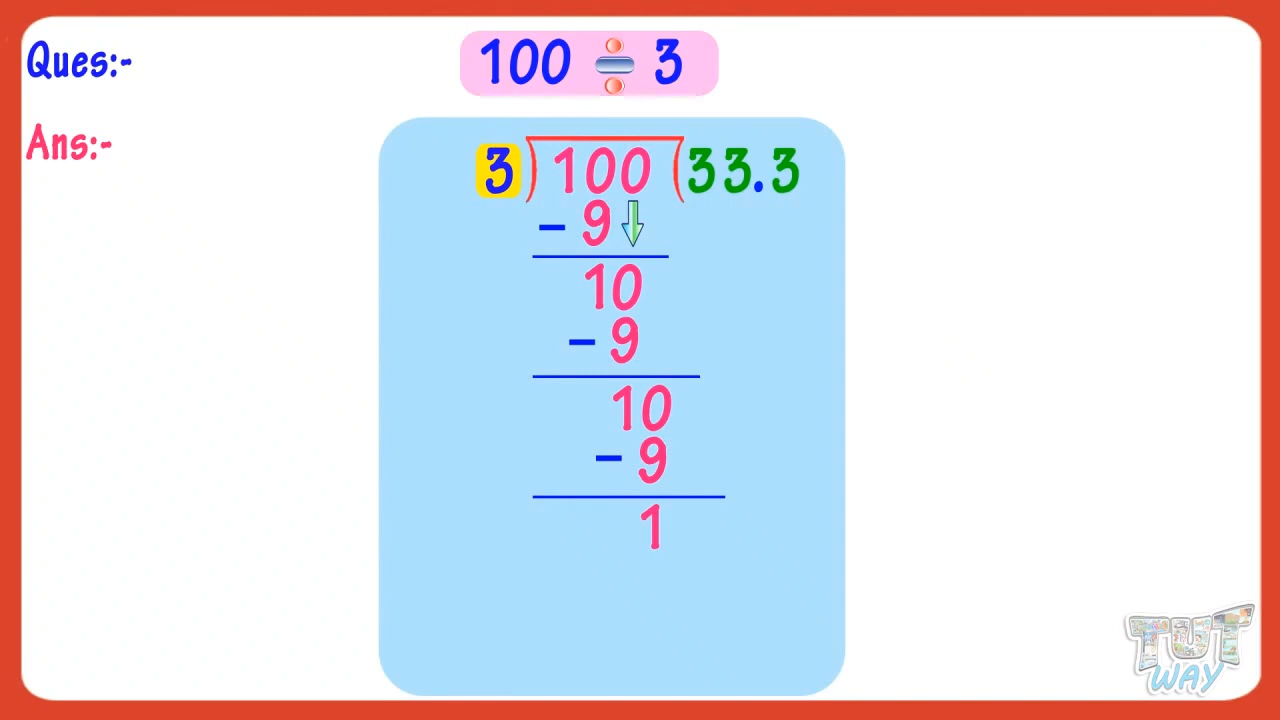 Ques:- 100 ÷ 3
Ans:-
3 ) 100 ( 33.3
- 9
10
- 9
10
- 9
1
TUT
WAY